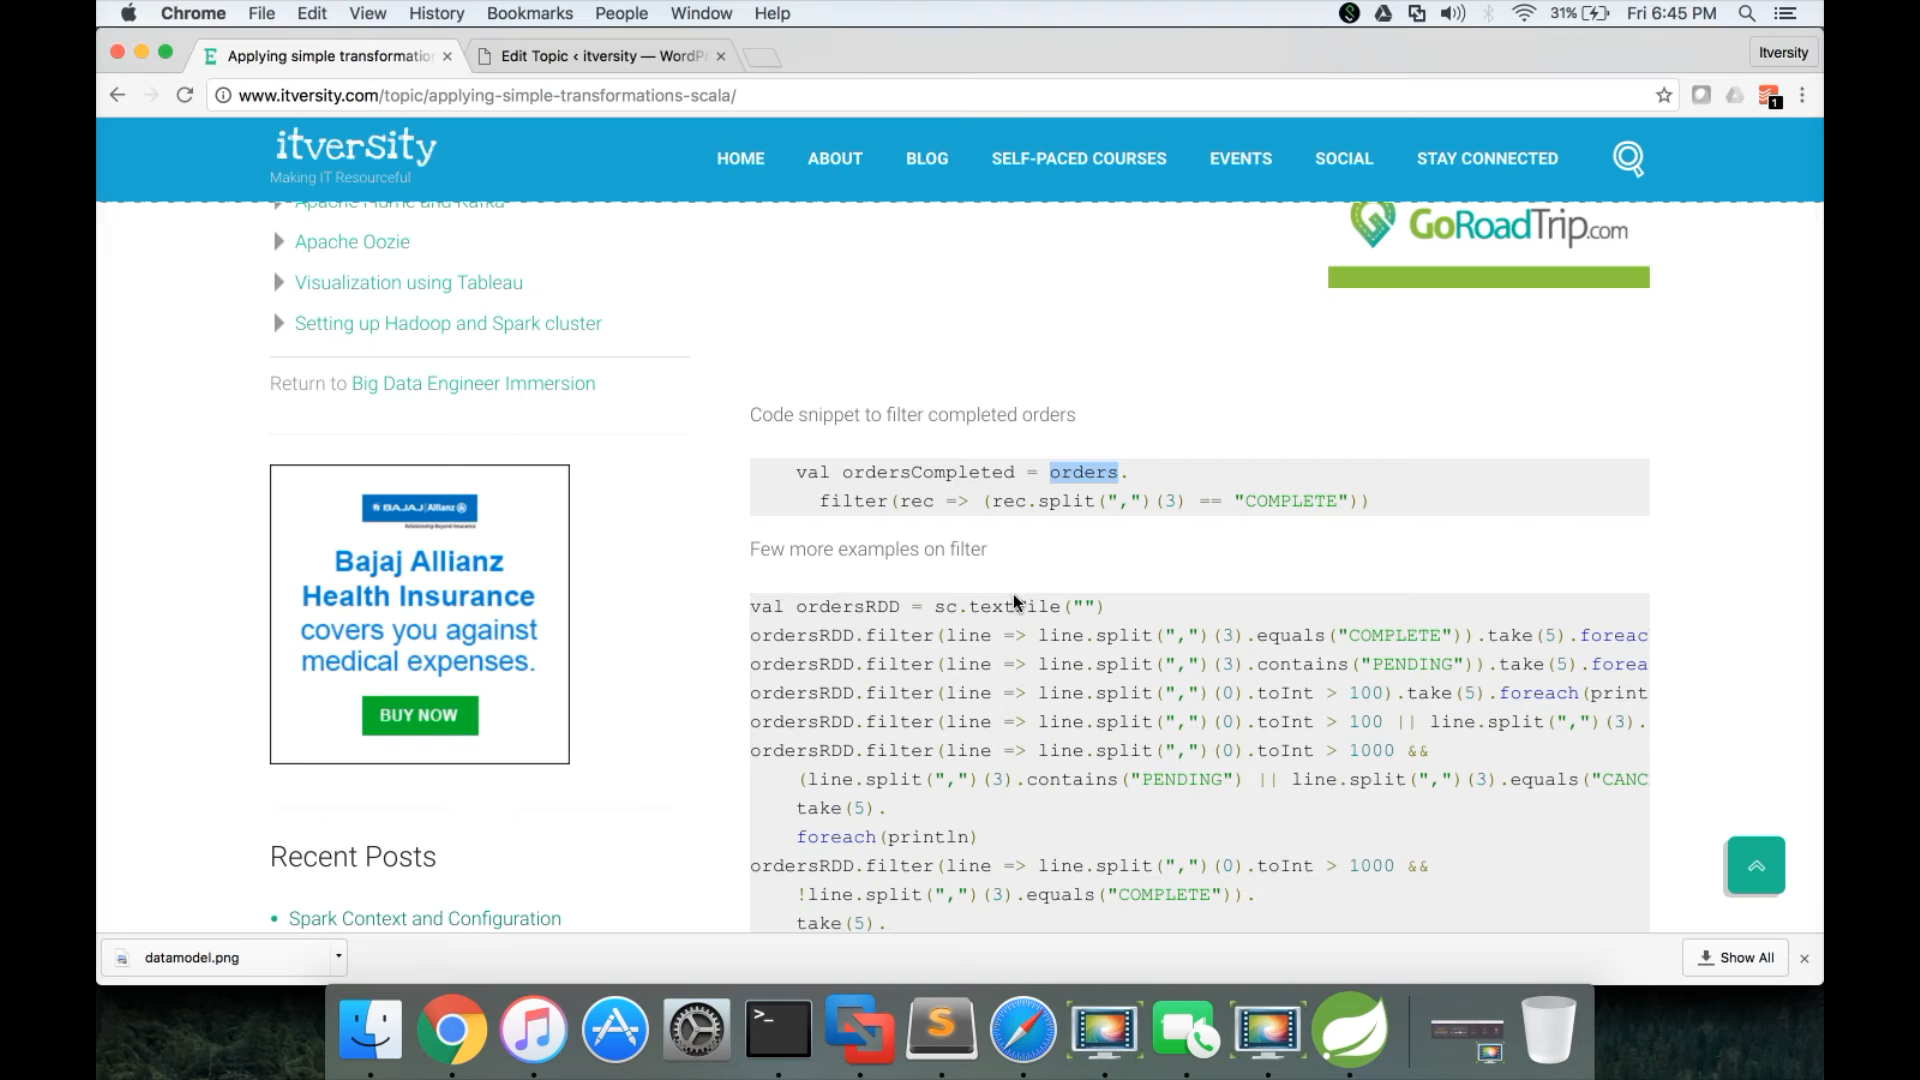 Chrome File Edit View History Bookmarks People Window Help
31% Fri 6:45 PM
Applying simple transformatio
Edit Topic ‹ itversity — WordPr
Itversity
www.itversity.com/topic/applying-simple-transformations-scala/
1
itversity
Making IT Resourceful
HOME ABOUT BLOG SELF-PACED COURSES EVENTS SOCIAL STAY CONNECTED
Apache Flume and Kafka
Apache Oozie
Visualization using Tableau
Setting up Hadoop and Spark cluster
Return to Big Data Engineer Immersion
GoRoadTrip.com
BAJAJ Allianz
Bajaj Allianz
Health Insurance
covers you against
medical expenses.
BUY NOW
Recent Posts
Spark Context and Configuration
Code snippet to filter completed orders
val ordersCompleted = orders.
filter(rec => (rec.split(",")(3) == "COMPLETE"))
Few more examples on filter
val ordersRDD = sc.textFile("")
ordersRDD.filter(line => line.split(",")(3).equals("COMPLETE")).take(5).foreac
ordersRDD.filter(line => line.split(",")(3).contains("PENDING")).take(5).forea
ordersRDD.filter(line => line.split(",")(0).toInt > 100).take(5).foreach(print
ordersRDD.filter(line => line.split(",")(0).toInt > 100 || line.split(",")(3).
ordersRDD.filter(line => line.split(",")(0).toInt > 1000 &&
(line.split(",")(3).contains("PENDING") || line.split(",")(3).equals("CANC
take(5).
foreach(println)
ordersRDD.filter(line => line.split(",")(0).toInt > 1000 &&
!line.split(",")(3).equals("COMPLETE")).
take(5).
datamodel.png
Show All